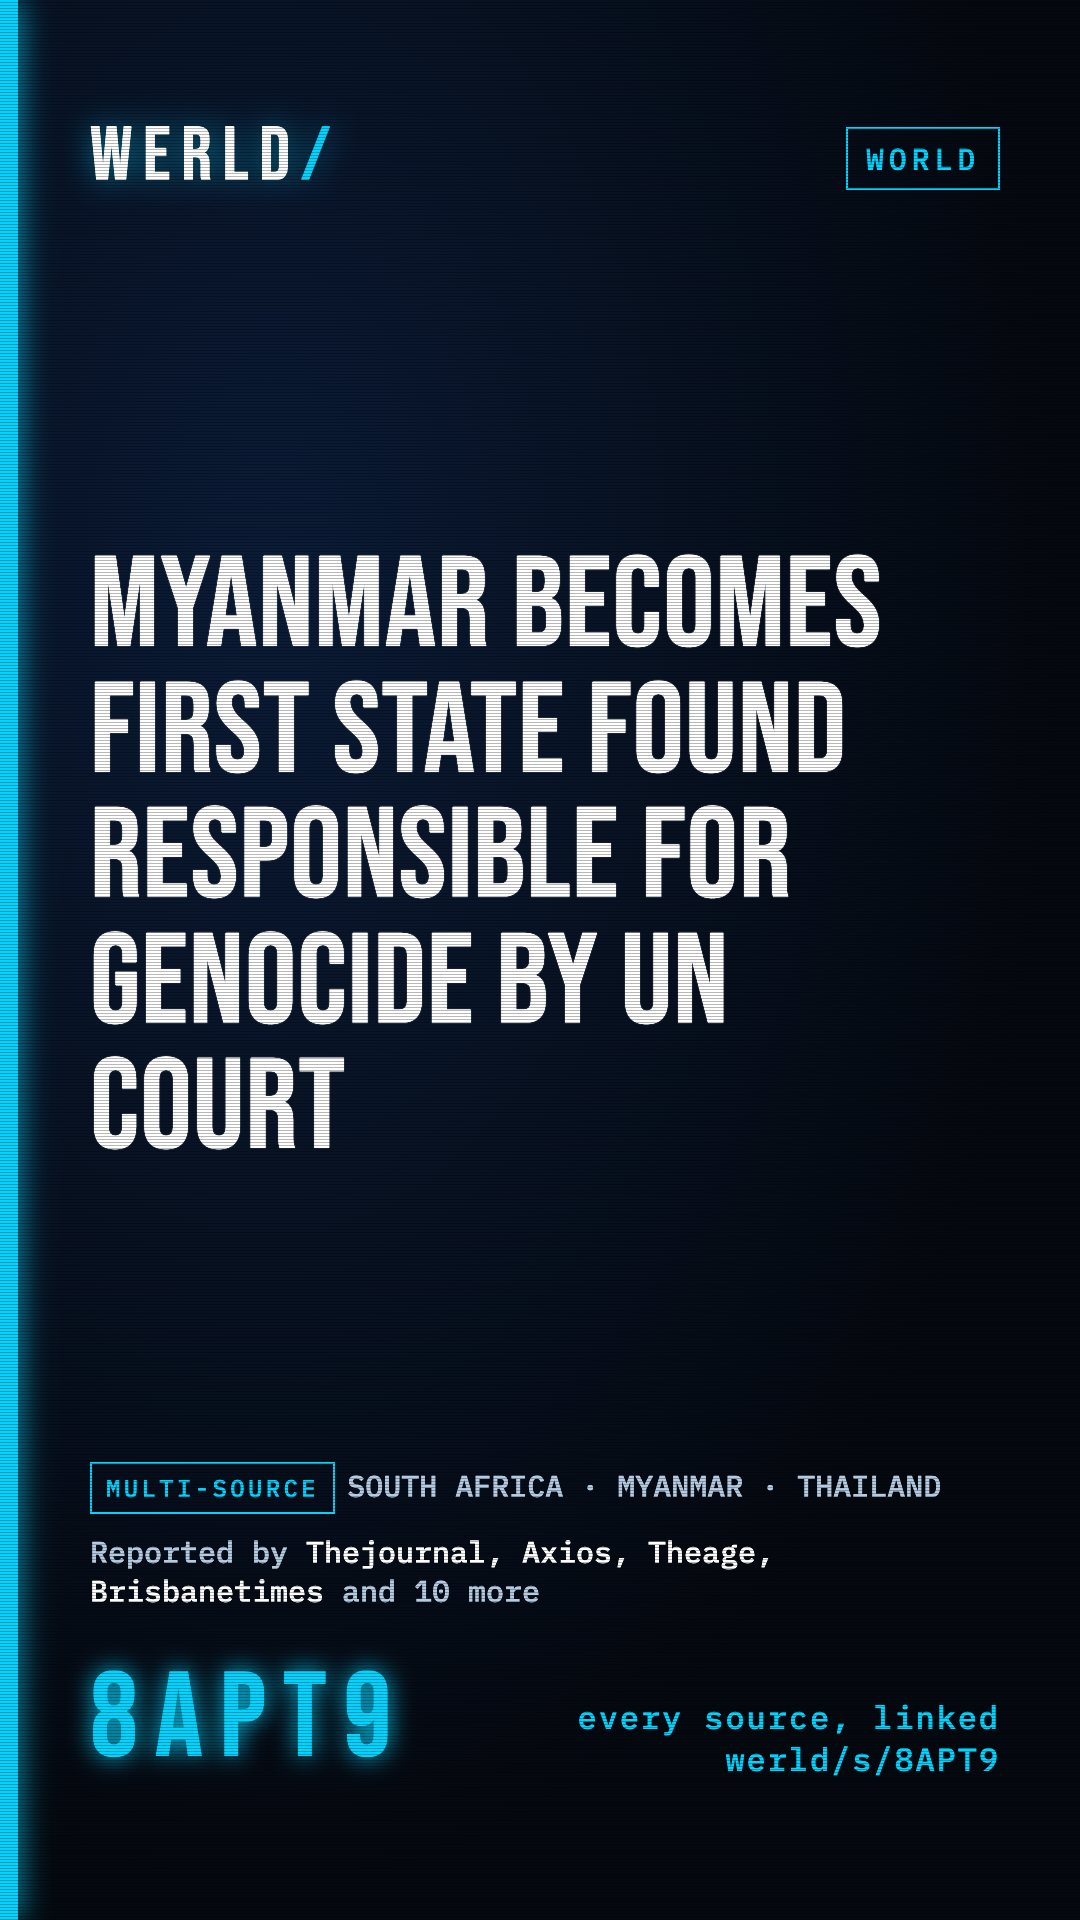 WERLD/
WORLD
MYANMAR BECOMES
FIRST STATE FOUND
RESPONSIBLE FOR
GENOCIDE BY UN
COURT
MULTI-SOURCE SOUTH AFRICA · MYANMAR · THAILAND
Reported by Thejournal, Axios, Theage,
Brisbanetimes and 10 more
8APT9
every source, linked
werld/s/8APT9